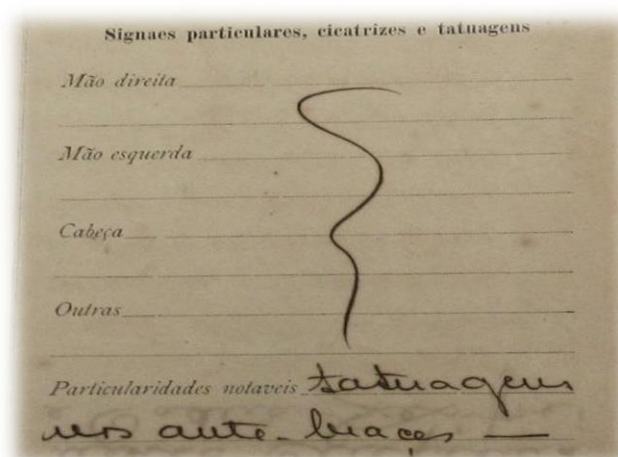 Signaes particulares, cicatrizes e tatuagens
Mão direita
Mão esquerda
Cabeça
Outras
Particularidades notaveis tatuagens
nos ante-braços —